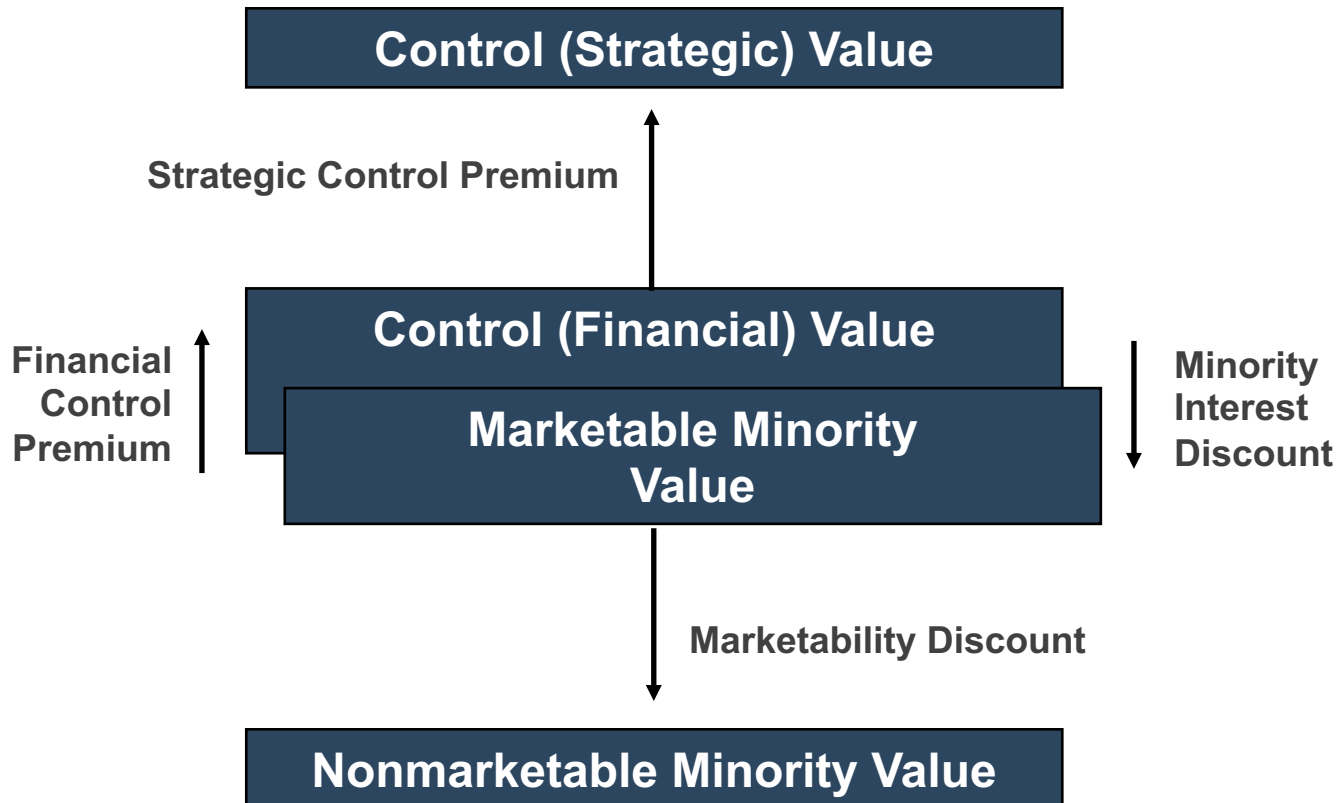 Control (Strategic) Value
Strategic Control Premium
Control (Financial) Value
Financial
Control
Premium
Minority
Interest
Discount
Marketable Minority
Value
Marketability Discount
Nonmarketable Minority Value